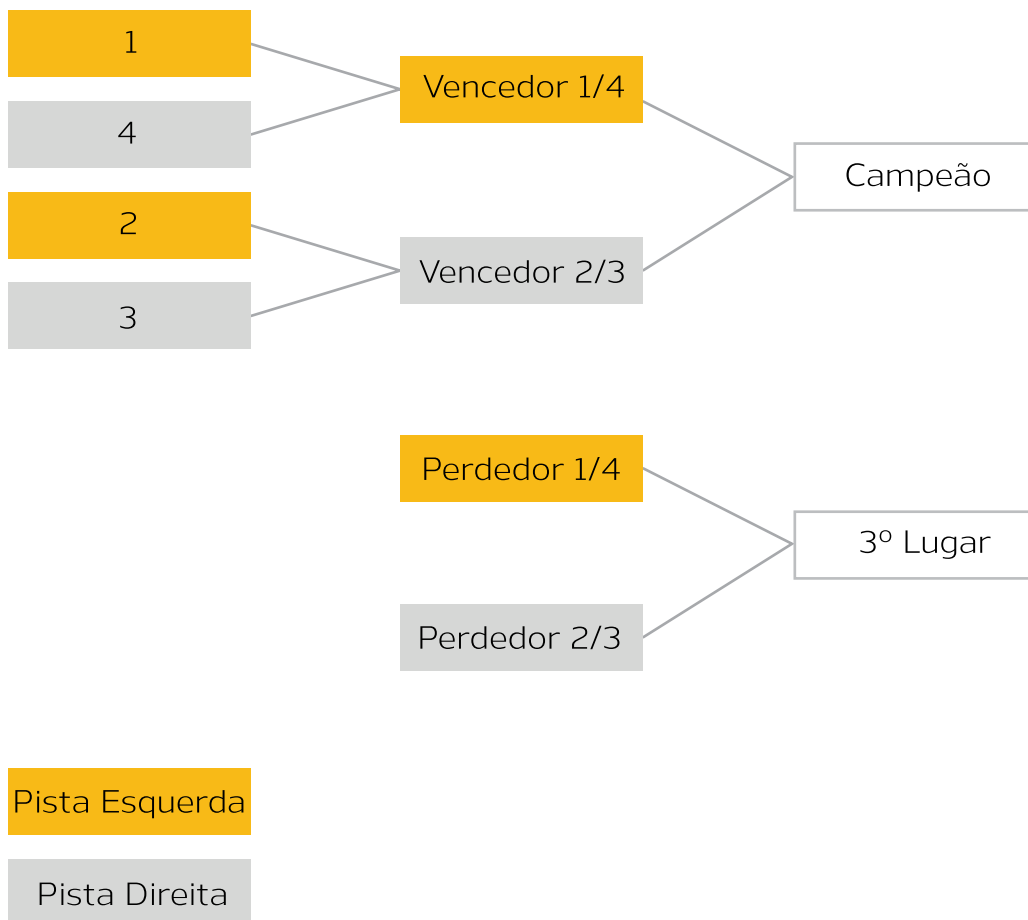 1
4
2
3
Vencedor 1/4
Vencedor 2/3
Campeão
Perdedor 1/4
Perdedor 2/3
3º Lugar
Pista Esquerda
Pista Direita